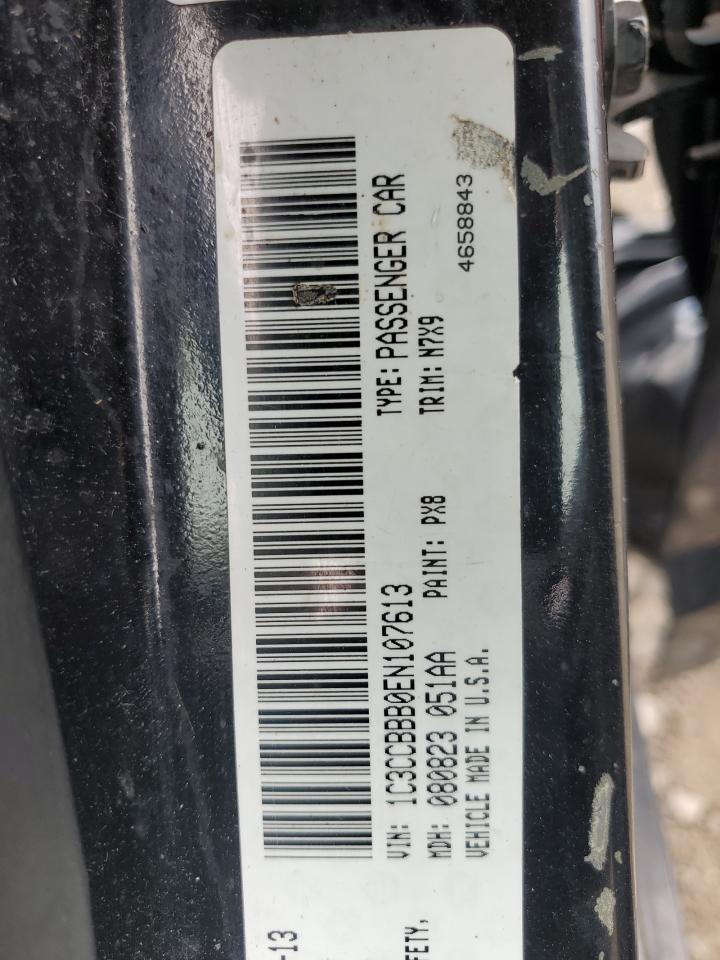 -13
FETY,
VIN: 1C3CCBBB0EN107613 TYPE: PASSENGER CAR
MDH: 080823 051AA PAINT: PX8 TRIM: N7X9
VEHICLE MADE IN U.S.A. 4658843